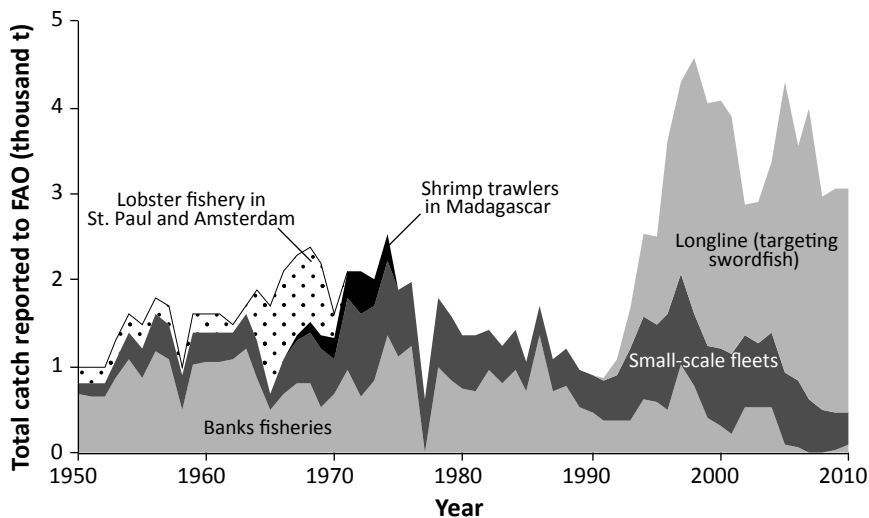 Total catch reported to FAO (thousand t)
5
4
3
2
1
0
Lobster fishery in
St. Paul and Amsterdam
Shrimp trawlers
in Madagascar
Longline (targeting
swordfish)
Small-scale fleets
Banks fisheries
1950
1960
1970
1980
1990
2000
2010
Year